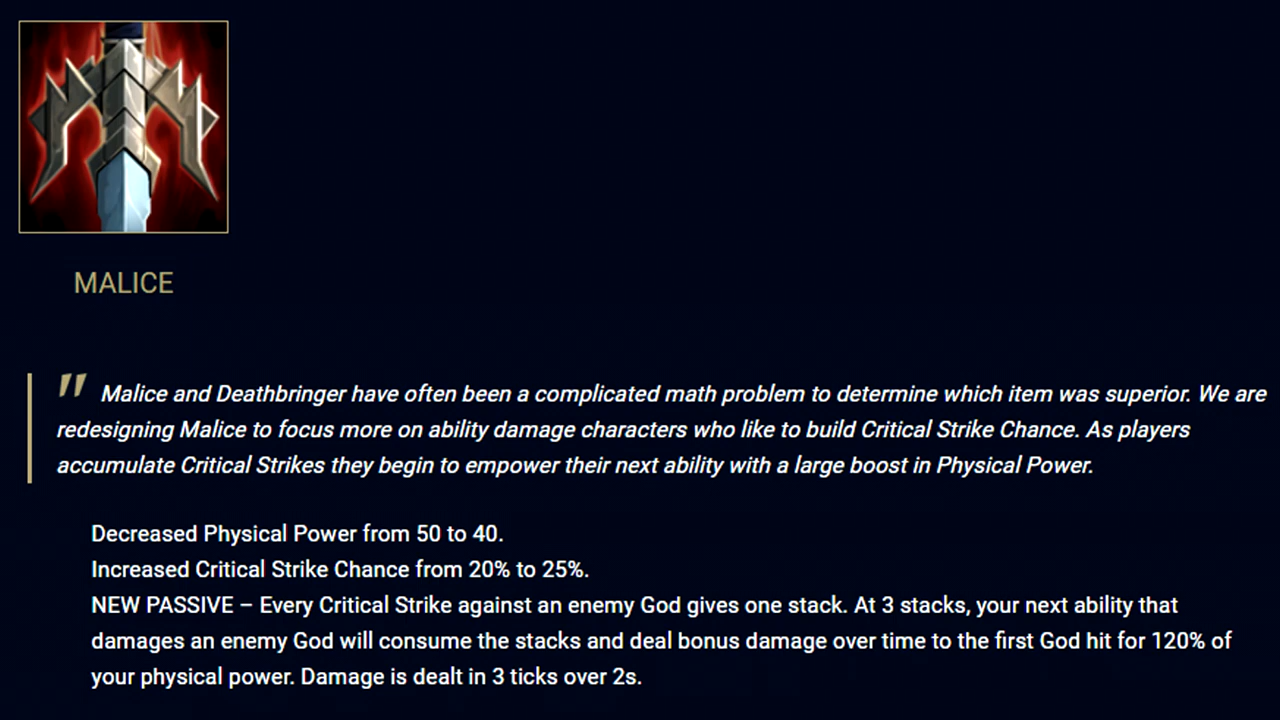 MALICE
" Malice and Deathbringer have often been a complicated math problem to determine which item was superior. We are
redesigning Malice to focus more on ability damage characters who like to build Critical Strike Chance. As players
accumulate Critical Strikes they begin to empower their next ability with a large boost in Physical Power.
Decreased Physical Power from 50 to 40.
Increased Critical Strike Chance from 20% to 25%.
NEW PASSIVE – Every Critical Strike against an enemy God gives one stack. At 3 stacks, your next ability that
damages an enemy God will consume the stacks and deal bonus damage over time to the first God hit for 120% of
your physical power. Damage is dealt in 3 ticks over 2s.